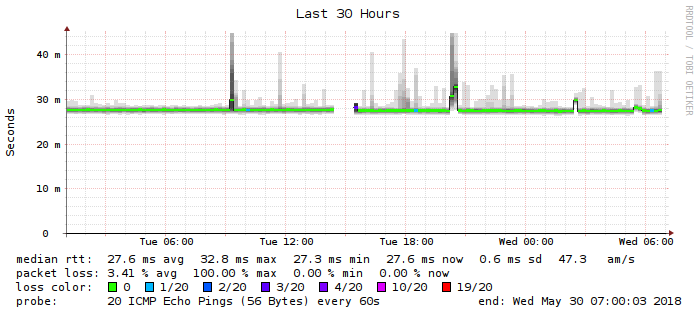 Last 30 Hours
RRDTOOL / TOBI OETIKER
Seconds
40 m
30 m
20 m
10 m
0
Tue 06:00 Tue 12:00 Tue 18:00 Wed 00:00 Wed 06:00
median rtt: 27.6 ms avg 32.8 ms max 27.3 ms min 27.6 ms now 0.6 ms sd 47.3 am/s
packet loss: 3.41 % avg 100.00 % max 0.00 % min 0.00 % now
loss color: 0 1/20 2/20 3/20 4/20 10/20 19/20
probe: 20 ICMP Echo Pings (56 Bytes) every 60s end: Wed May 30 07:00:03 2018